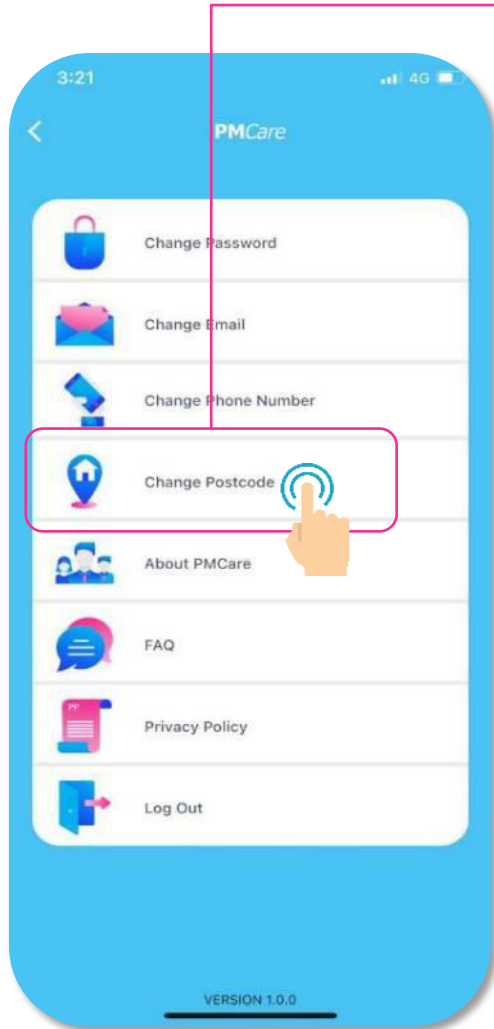 3:21
4G
PMCare
Change Password
Change Email
Change Phone Number
Change Postcode
About PMCare
FAQ
PP
Privacy Policy
Log Out
VERSION 1.0.0